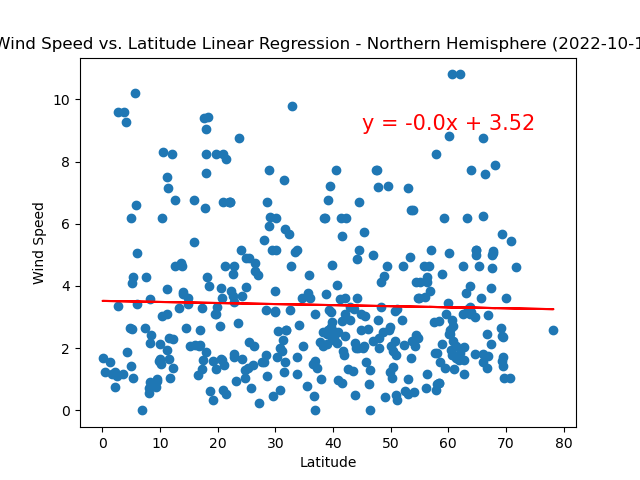 Wind Speed vs. Latitude Linear Regression - Northern Hemisphere (2022-10-1
y = -0.0x + 3.52
Wind Speed
10
8
6
4
2
0
0 10 20 30 40 50 60 70 80
Latitude